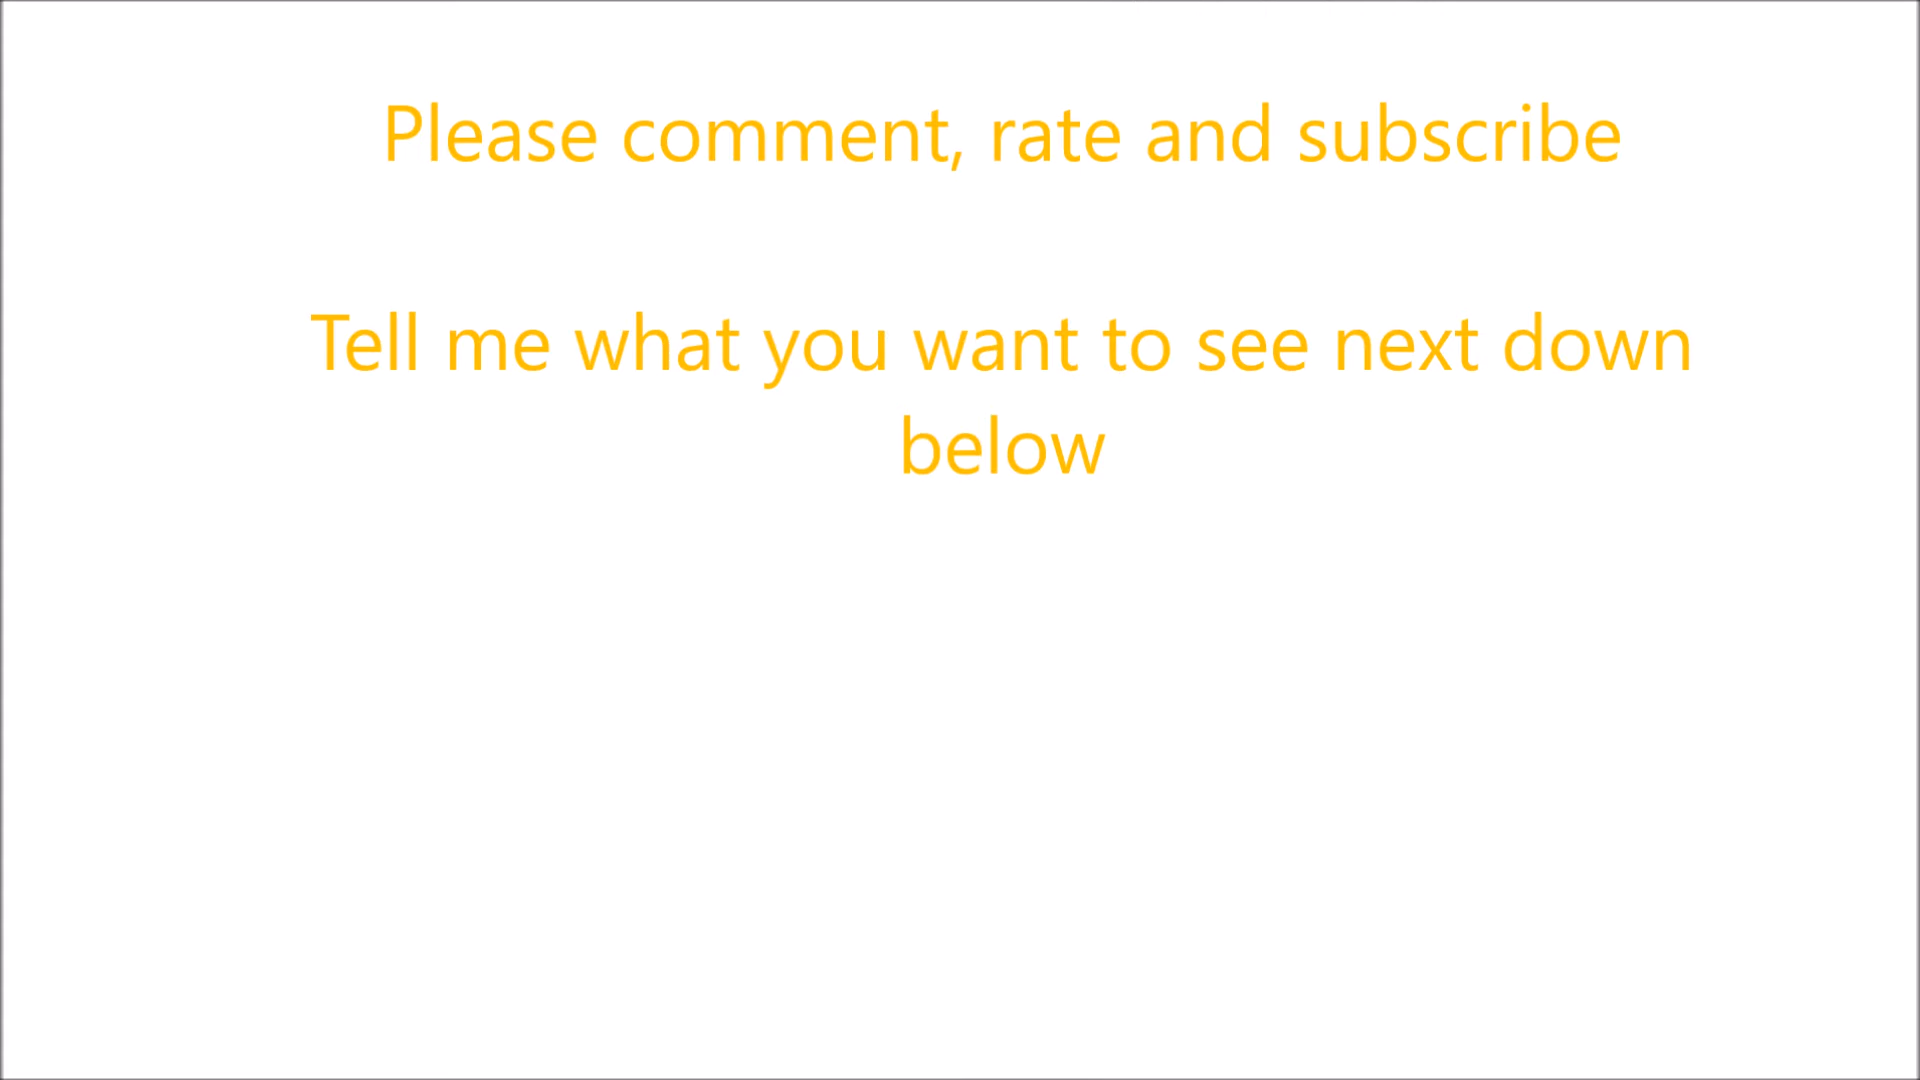 Please comment, rate and subscribe
Tell me what you want to see next down
below